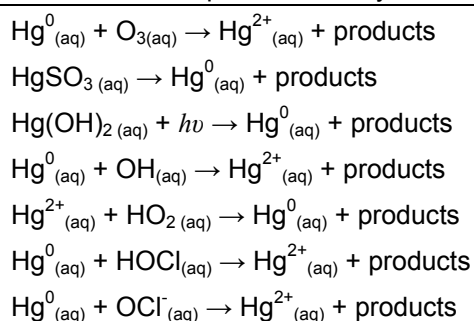 Hg⁰(aq) + O₃(aq) → Hg²⁺(aq) + products
HgSO₃ (aq) → Hg⁰(aq) + products
Hg(OH)₂ (aq) + hυ → Hg⁰(aq) + products
Hg⁰(aq) + OH(aq) → Hg²⁺(aq) + products
Hg²⁺(aq) + HO₂ (aq) → Hg⁰(aq) + products
Hg⁰(aq) + HOCl(aq) → Hg²⁺(aq) + products
Hg⁰(aq) + OCl⁻(aq) → Hg²⁺(aq) + products